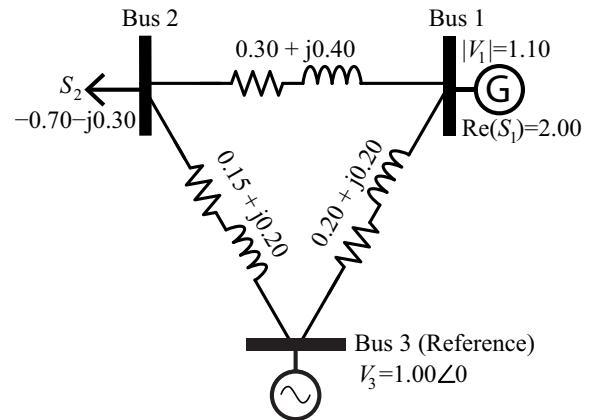 Bus 2
Bus 1
0.30 + j0.40
|V₁|=1.10
S₂
G
−0.70−j0.30
Re(S₁)=2.00
0.15 + j0.20
0.20 + j0.20
Bus 3 (Reference)
V₃=1.00∠0